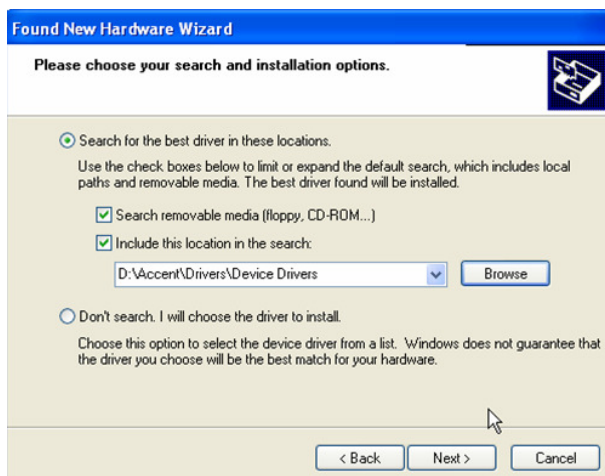 Found New Hardware Wizard
Please choose your search and installation options.
Search for the best driver in these locations.
Use the check boxes below to limit or expand the default search, which includes local
paths and removable media. The best driver found will be installed.
Search removable media (floppy, CD-ROM...)
Include this location in the search:
D:\Accent\Drivers\Device Drivers
Browse
Don't search. I will choose the driver to install.
Choose this option to select the device driver from a list. Windows does not guarantee that
the driver you choose will be the best match for your hardware.
< Back Next > Cancel